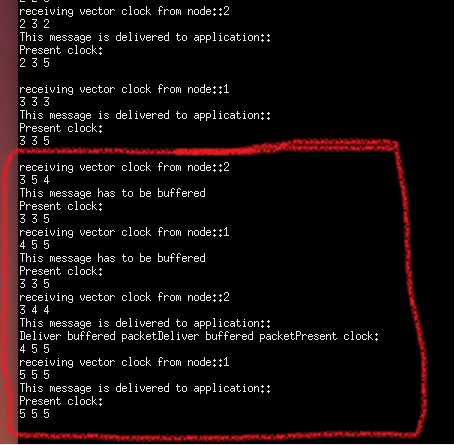 receiving vector clock from node::2
2 3 2
This message is delivered to application::
Present clock:
2 3 5
receiving vector clock from node::1
3 3 3
This message is delivered to application::
Present clock:
3 3 5
receiving vector clock from node::2
3 5 4
This message has to be buffered
Present clock:
3 3 5
receiving vector clock from node::1
4 5 5
This message has to be buffered
Present clock:
3 3 5
receiving vector clock from node::2
3 4 4
This message is delivered to application::
Deliver buffered packetDeliver buffered packetPresent clock:
4 5 5
receiving vector clock from node::1
5 5 5
This message is delivered to application::
Present clock:
5 5 5